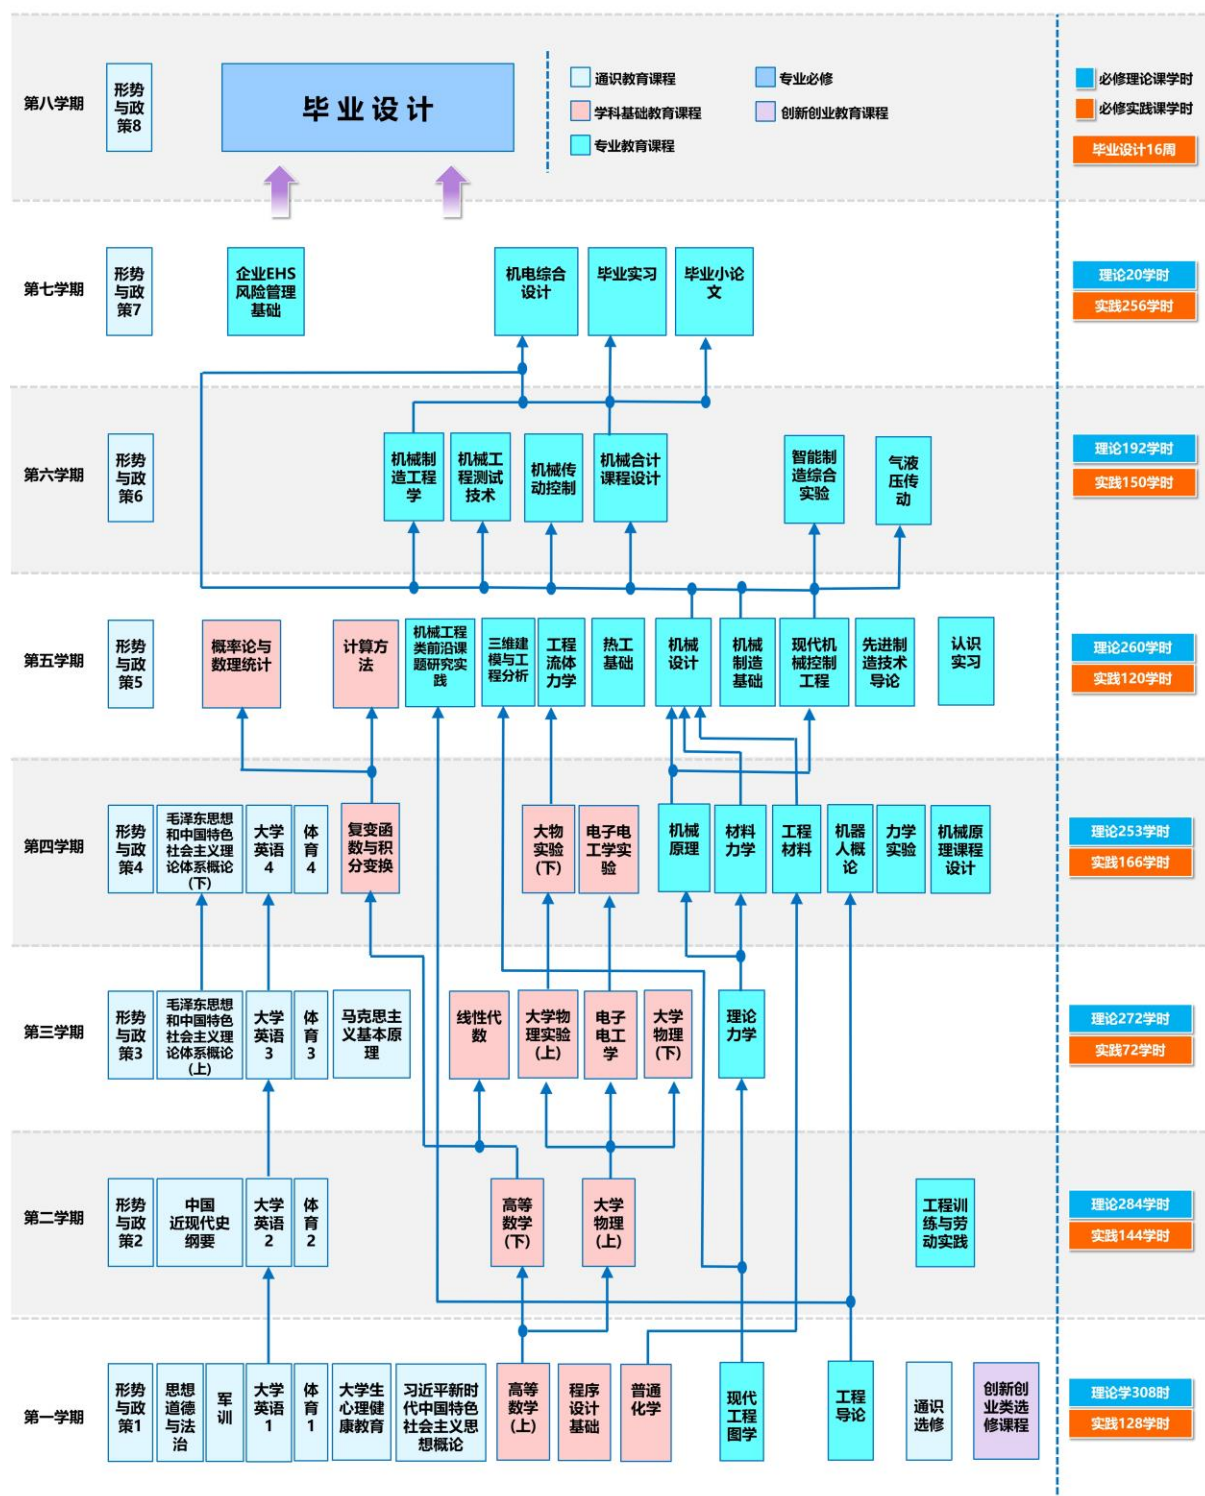 第八学期
形势
与政
策8
毕业设计
通识教育课程
专业必修
学科基础教育课程
创新创业教育课程
专业教育课程
必修理论课学时
必修实践课学时
毕业设计16周
第七学期
形势
与政
策7
企业EHS
风险管理
基础
机电综合
设计
毕业实习
毕业小论
文
理论20学时
实践256学时
第六学期
形势
与政
策6
机械制
造工程
学
机械工
程测试
技术
机械传
动控制
机械合计
课程设计
智能制
造综合
实验
气液
压传
动
理论192学时
实践150学时
第五学期
形势
与政
策5
概率论与
数理统计
计算
方法
机械工程
类前沿课
题研究实
践
三维建
模与工
程分析
工程
流体
力学
热工
基础
机械
设计
机械
制造
基础
现代机
械控制
工程
先进制
造技术
导论
认识
实习
理论260学时
实践120学时
第四学期
形势
与政
策4
毛泽东思想
和中国特色
社会主义理
论体系概论
(下)
大学
英语
4
体
育
4
复变函
数与积
分变换
大物
实验
(下)
电子电
工学实
验
机械
原理
材料
力学
工程
材料
机器
人概
论
力学
实验
机械原
理课程
设计
理论253学时
实践166学时
第三学期
形势
与政
策3
毛泽东思想
和中国特色
社会主义理
论体系概论
(上)
大学
英语
3
体
育
3
马克思主
义基本原
理
线性代
数
大学物
理实验
(上)
电子
电工
学
大学
物理
(下)
理论
力学
理论272学时
实践72学时
第二学期
形势
与政
策2
中国
近现代史
纲要
大学
英语
2
体
育
2
高等
数学
(下)
大学
物理
(上)
工程训
练与劳
动实践
理论284学时
实践144学时
第一学期
形势
与政
策1
思想
道德
与法
治
军
训
大学
英语
1
体
育
1
大学生
心理健
康教育
习近平新时
代中国特色
社会主义思
想概论
高等
数学
(上)
程序
设计
基础
普通
化学
现代
工程
图学
工程
导论
通识
选修
创新创
业类选
修课程
理论学308时
实践128学时